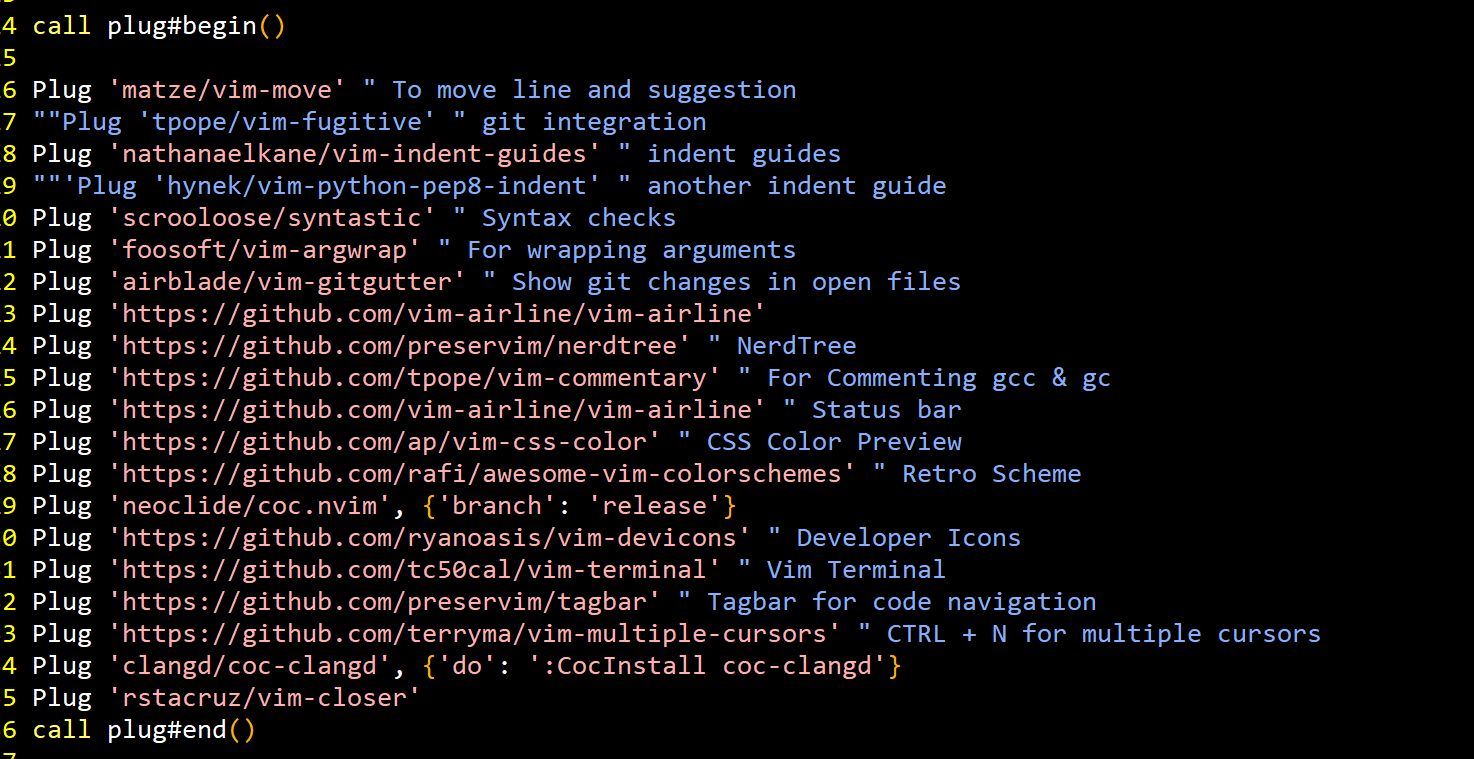 4 call plug#begin()
5
6 Plug 'matze/vim-move' " To move line and suggestion
7 ""Plug 'tpope/vim-fugitive' " git integration
8 Plug 'nathanaelkane/vim-indent-guides' " indent guides
9 ""'Plug 'hynek/vim-python-pep8-indent' " another indent guide
0 Plug 'scrooloose/syntastic' " Syntax checks
1 Plug 'foosoft/vim-argwrap' " For wrapping arguments
2 Plug 'airblade/vim-gitgutter' " Show git changes in open files
3 Plug 'https://github.com/vim-airline/vim-airline'
4 Plug 'https://github.com/preservim/nerdtree' " NerdTree
5 Plug 'https://github.com/tpope/vim-commentary' " For Commenting gcc & gc
6 Plug 'https://github.com/vim-airline/vim-airline' " Status bar
7 Plug 'https://github.com/ap/vim-css-color' " CSS Color Preview
8 Plug 'https://github.com/rafi/awesome-vim-colorschemes' " Retro Scheme
9 Plug 'neoclide/coc.nvim', {'branch': 'release'}
0 Plug 'https://github.com/ryanoasis/vim-devicons' " Developer Icons
1 Plug 'https://github.com/tc50cal/vim-terminal' " Vim Terminal
2 Plug 'https://github.com/preservim/tagbar' " Tagbar for code navigation
3 Plug 'https://github.com/terryma/vim-multiple-cursors' " CTRL + N for multiple cursors
4 Plug 'clangd/coc-clangd', {'do': ':CocInstall coc-clangd'}
5 Plug 'rstacruz/vim-closer'
6 call plug#end()